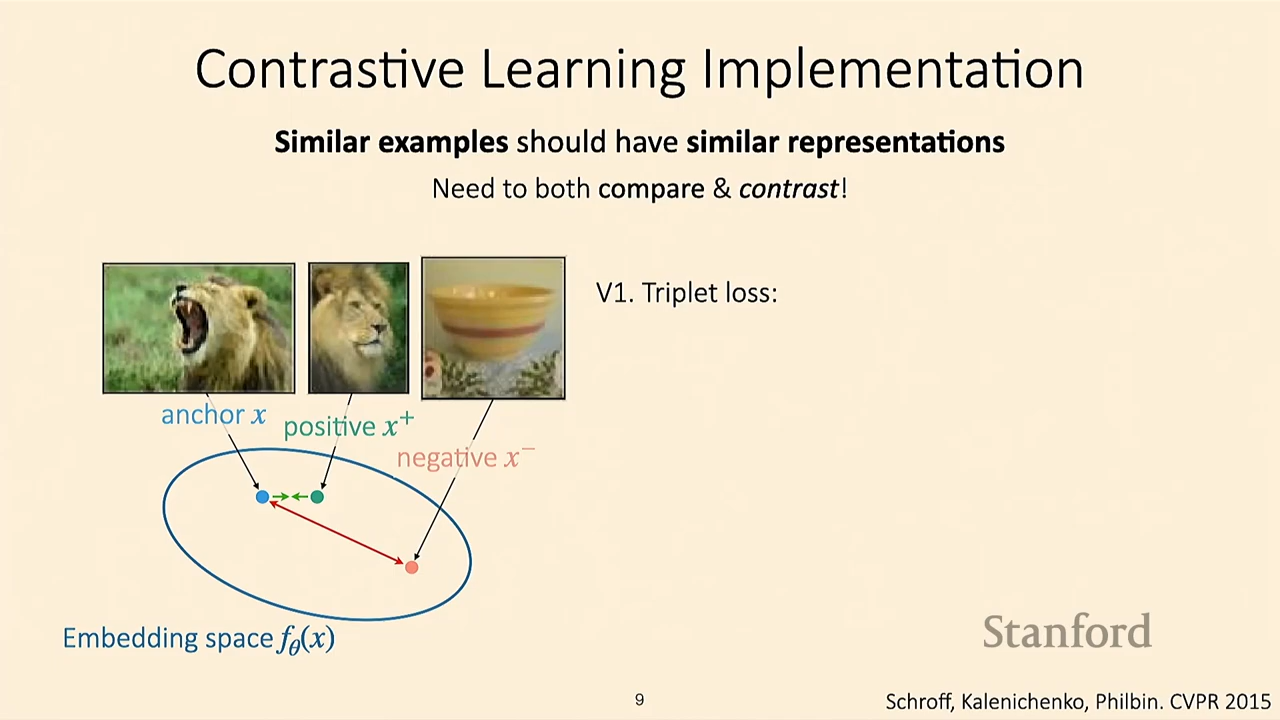 Contrastive Learning Implementation
Similar examples should have similar representations
Need to both compare & contrast!
V1. Triplet loss:
anchor x
positive x⁺
negative x⁻
Embedding space f_θ(x)
Stanford
9
Schroff, Kalenichenko, Philbin. CVPR 2015